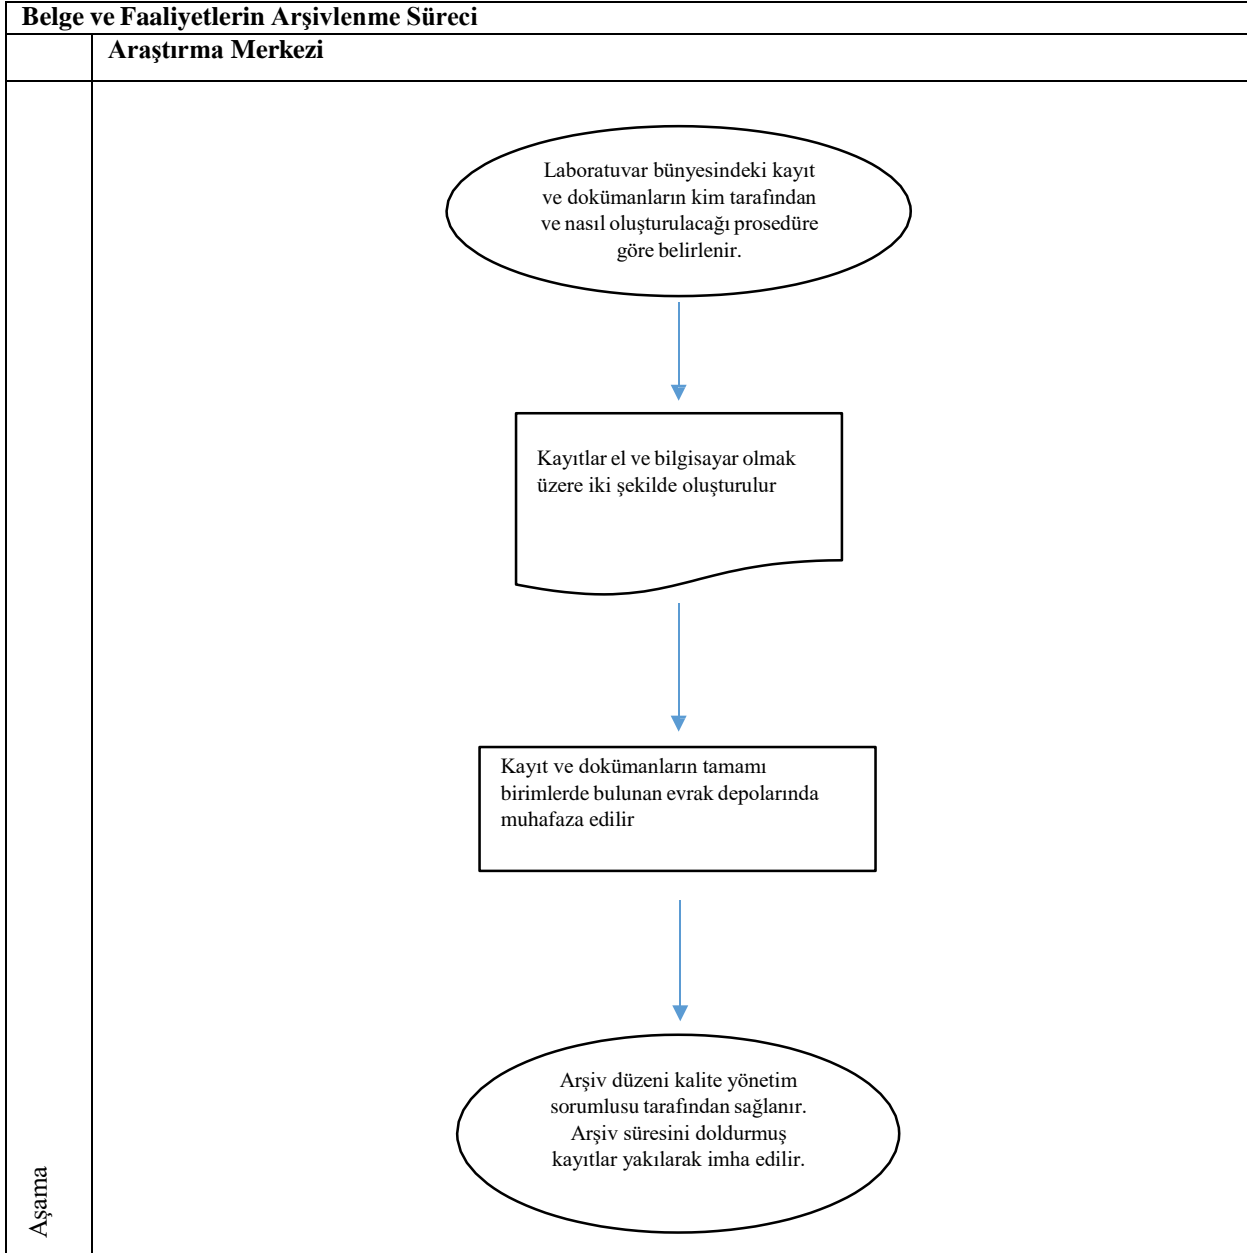 Belge ve Faaliyetlerin Arşivlenme Süreci
Araştırma Merkezi
Laboratuvar bünyesindeki kayıt
ve dokümanların kim tarafından
ve nasıl oluşturulacağı prosedüre
göre belirlenir.
Kayıtlar el ve bilgisayar olmak
üzere iki şekilde oluşturulur
Kayıt ve dokümanların tamamı
birimlerde bulunan evrak depolarında
muhafaza edilir
Arşiv düzeni kalite yönetim
sorumlusu tarafından sağlanır.
Arşiv süresini doldurmuş
kayıtlar yakılarak imha edilir.
Aşama